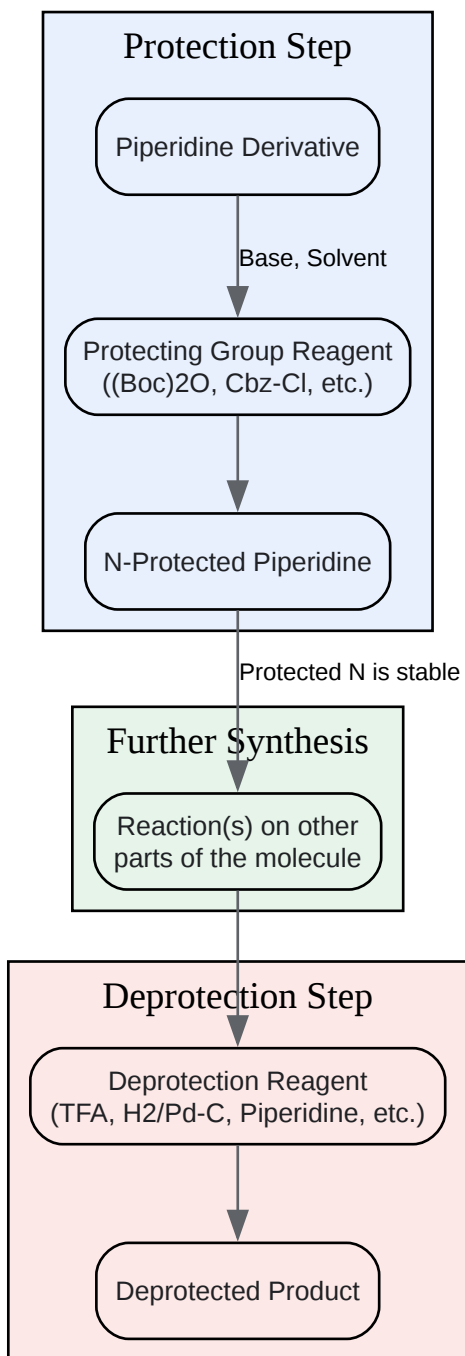 Protection Step
Piperidine Derivative
Base, Solvent
Protecting Group Reagent
((Boc)2O, Cbz-Cl, etc.)
N-Protected Piperidine
Protected N is stable
Further Synthesis
Reaction(s) on other
parts of the molecule
Deprotection Step
Deprotection Reagent
(TFA, H2/Pd-C, Piperidine, etc.)
Deprotected Product